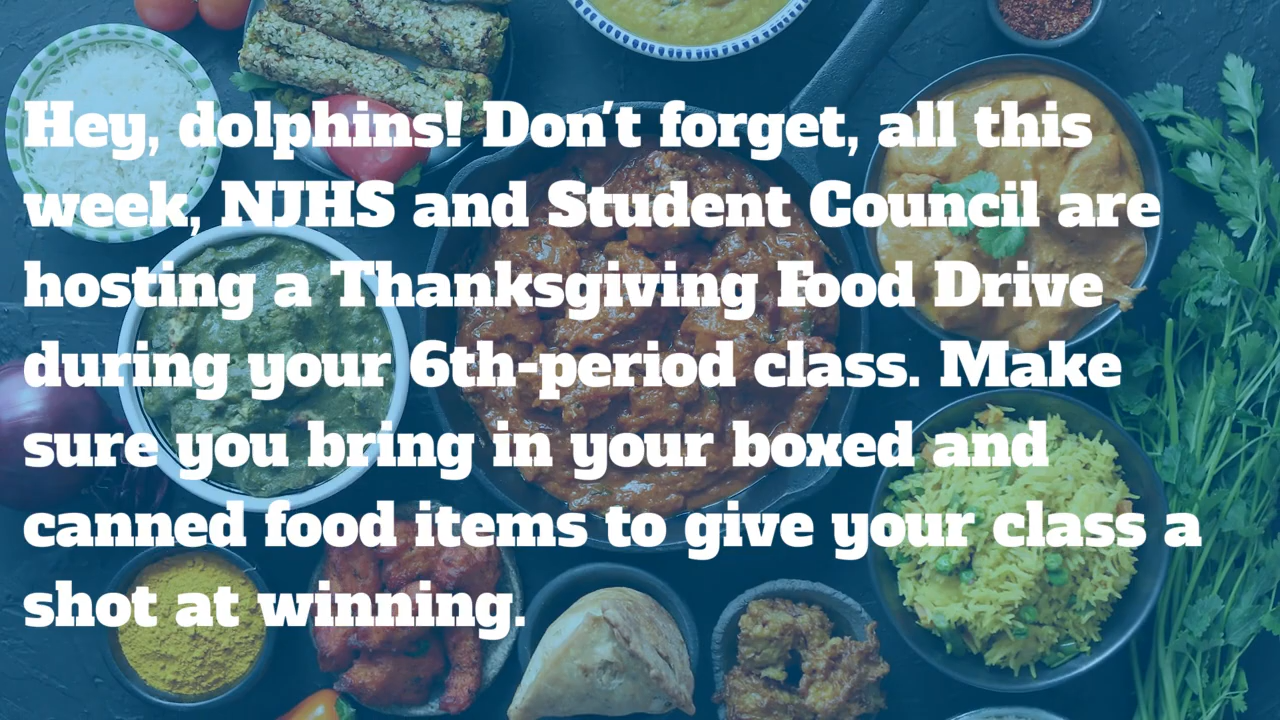 Hey, dolphins! Don't forget, all this
week, NJHS and Student Council are
hosting a Thanksgiving Food Drive
during your 6th-period class. Make
sure you bring in your boxed and
canned food items to give your class a
shot at winning.